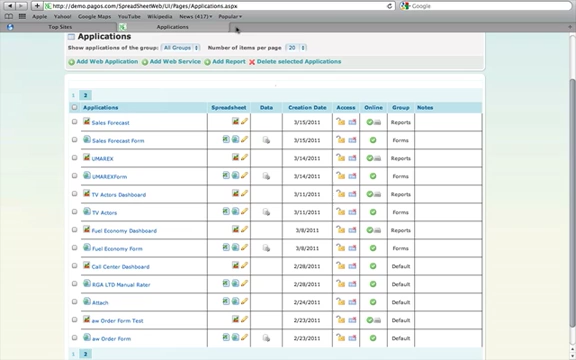 http://demo.pagos.com/SpreadSheetWeb/UI/Pages/Applications.aspx
Google
Apple Yahoo! Google Maps YouTube Wikipedia News (417) Popular
Top Sites Applications
Applications
Show applications of the group: All Groups Number of items per page 20
Add Web Application Add Web Service Add Report Delete selected Applications
1 2
Applications Spreadsheet Data Creation Date Access Online Group Notes
Sales Forecast 3/15/2011 Reports
Sales Forecast Form 3/15/2011 Forms
UMAREX 3/14/2011 Reports
UMAREXForm 3/14/2011 Forms
TV Actors Dashboard 3/11/2011 Reports
TV Actors 3/11/2011 Forms
Fuel Economy Dashboard 3/8/2011 Reports
Fuel Economy Form 3/8/2011 Forms
Call Center Dashboard 2/28/2011 Default
RGA LTD Manual Rater 2/28/2011 Default
Attach 2/24/2011 Default
aw Order Form Test 2/23/2011 Default
aw Order Form 2/23/2011 Default
1 2